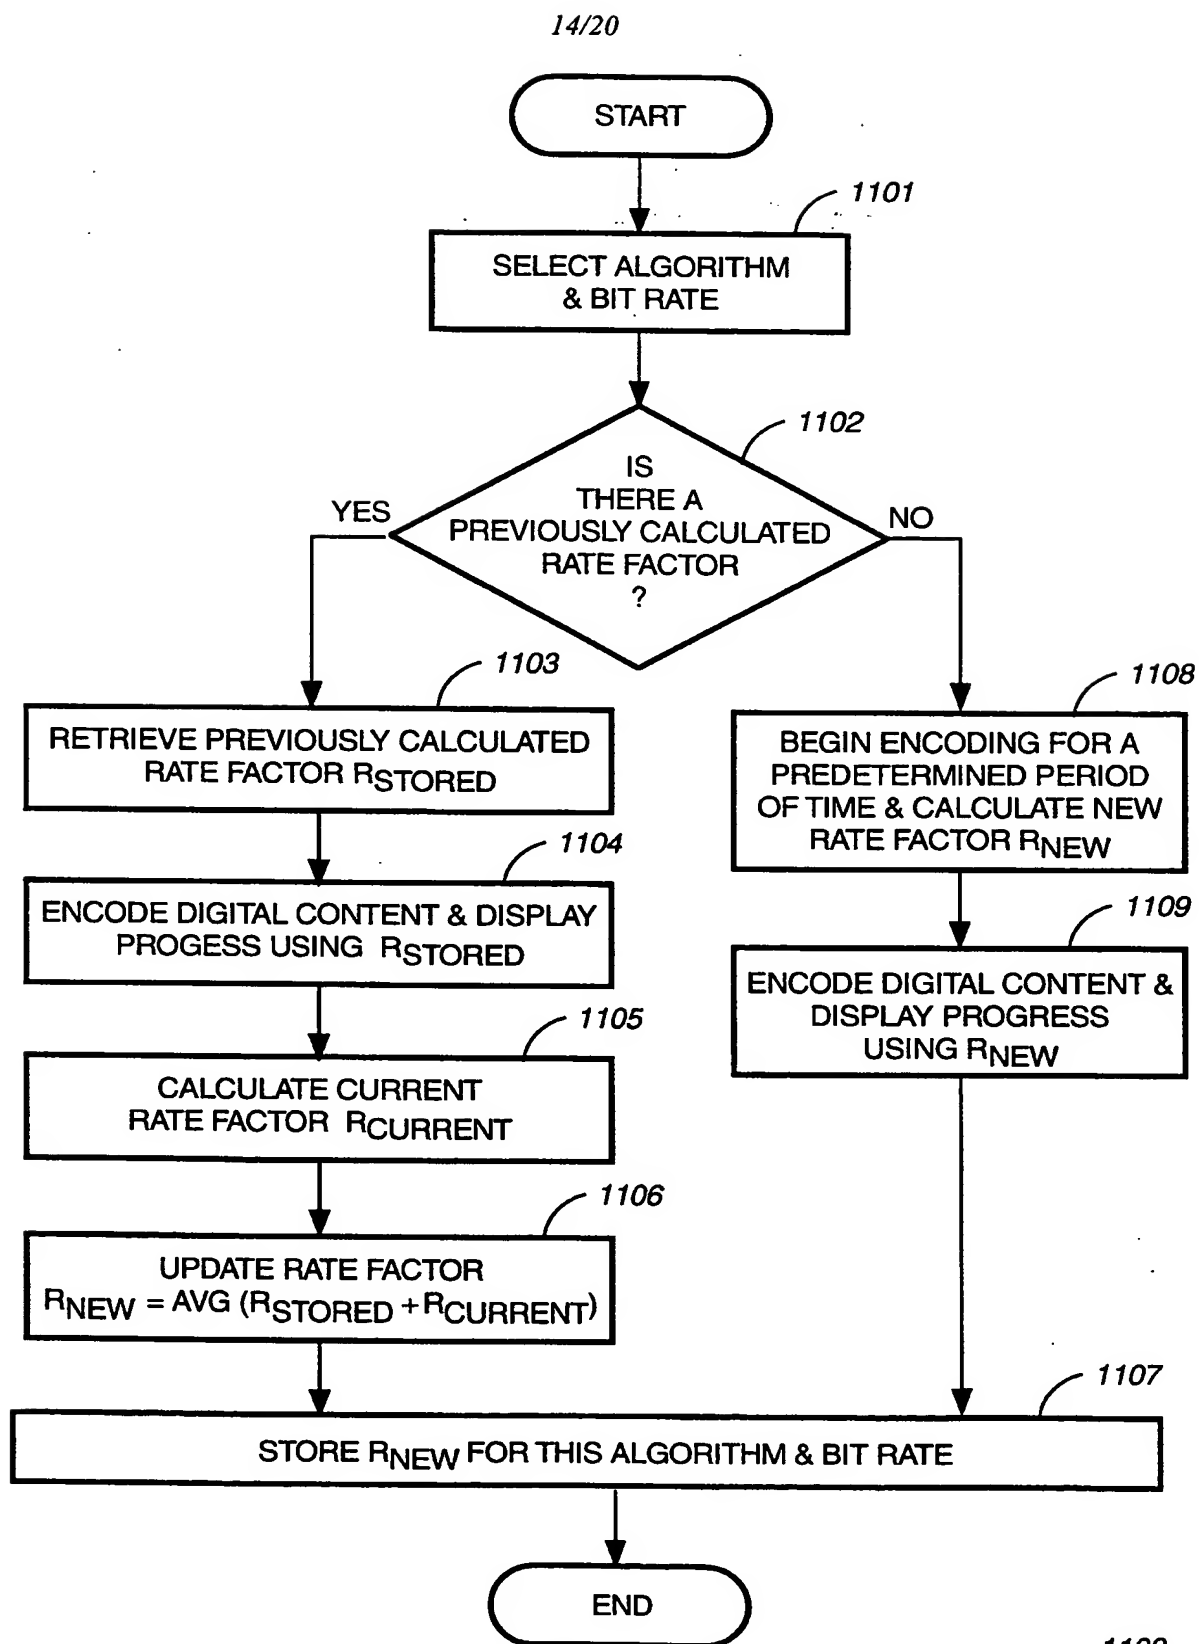 14/20
START
1101
SELECT ALGORITHM
& BIT RATE
1102
IS
THERE A
PREVIOUSLY CALCULATED
RATE FACTOR
?
YES
NO
1103
RETRIEVE PREVIOUSLY CALCULATED
RATE FACTOR RSTORED
1104
ENCODE DIGITAL CONTENT & DISPLAY
PROGESS USING RSTORED
1105
CALCULATE CURRENT
RATE FACTOR RCURRENT
1106
UPDATE RATE FACTOR
RNEW = AVG (RSTORED + RCURRENT)
1108
BEGIN ENCODING FOR A
PREDETERMINED PERIOD
OF TIME & CALCULATE NEW
RATE FACTOR RNEW
1109
ENCODE DIGITAL CONTENT &
DISPLAY PROGRESS
USING RNEW
1107
STORE RNEW FOR THIS ALGORITHM & BIT RATE
END